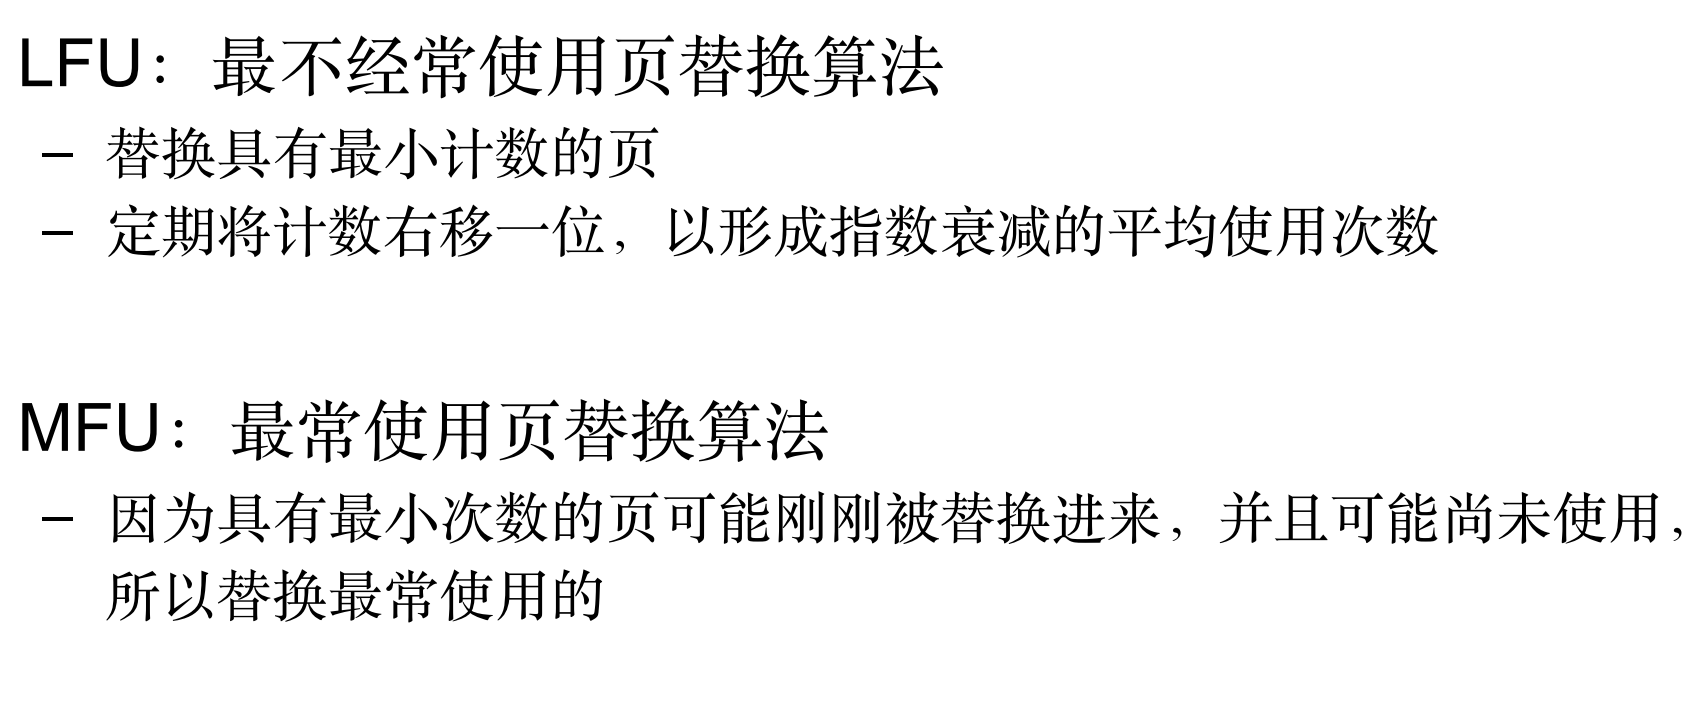 LFU：最不经常使用页替换算法
– 替换具有最小计数的页
– 定期将计数右移一位，以形成指数衰减的平均使用次数
MFU：最常使用页替换算法
– 因为具有最小次数的页可能刚刚被替换进来，并且可能尚未使用，
所以替换最常使用的